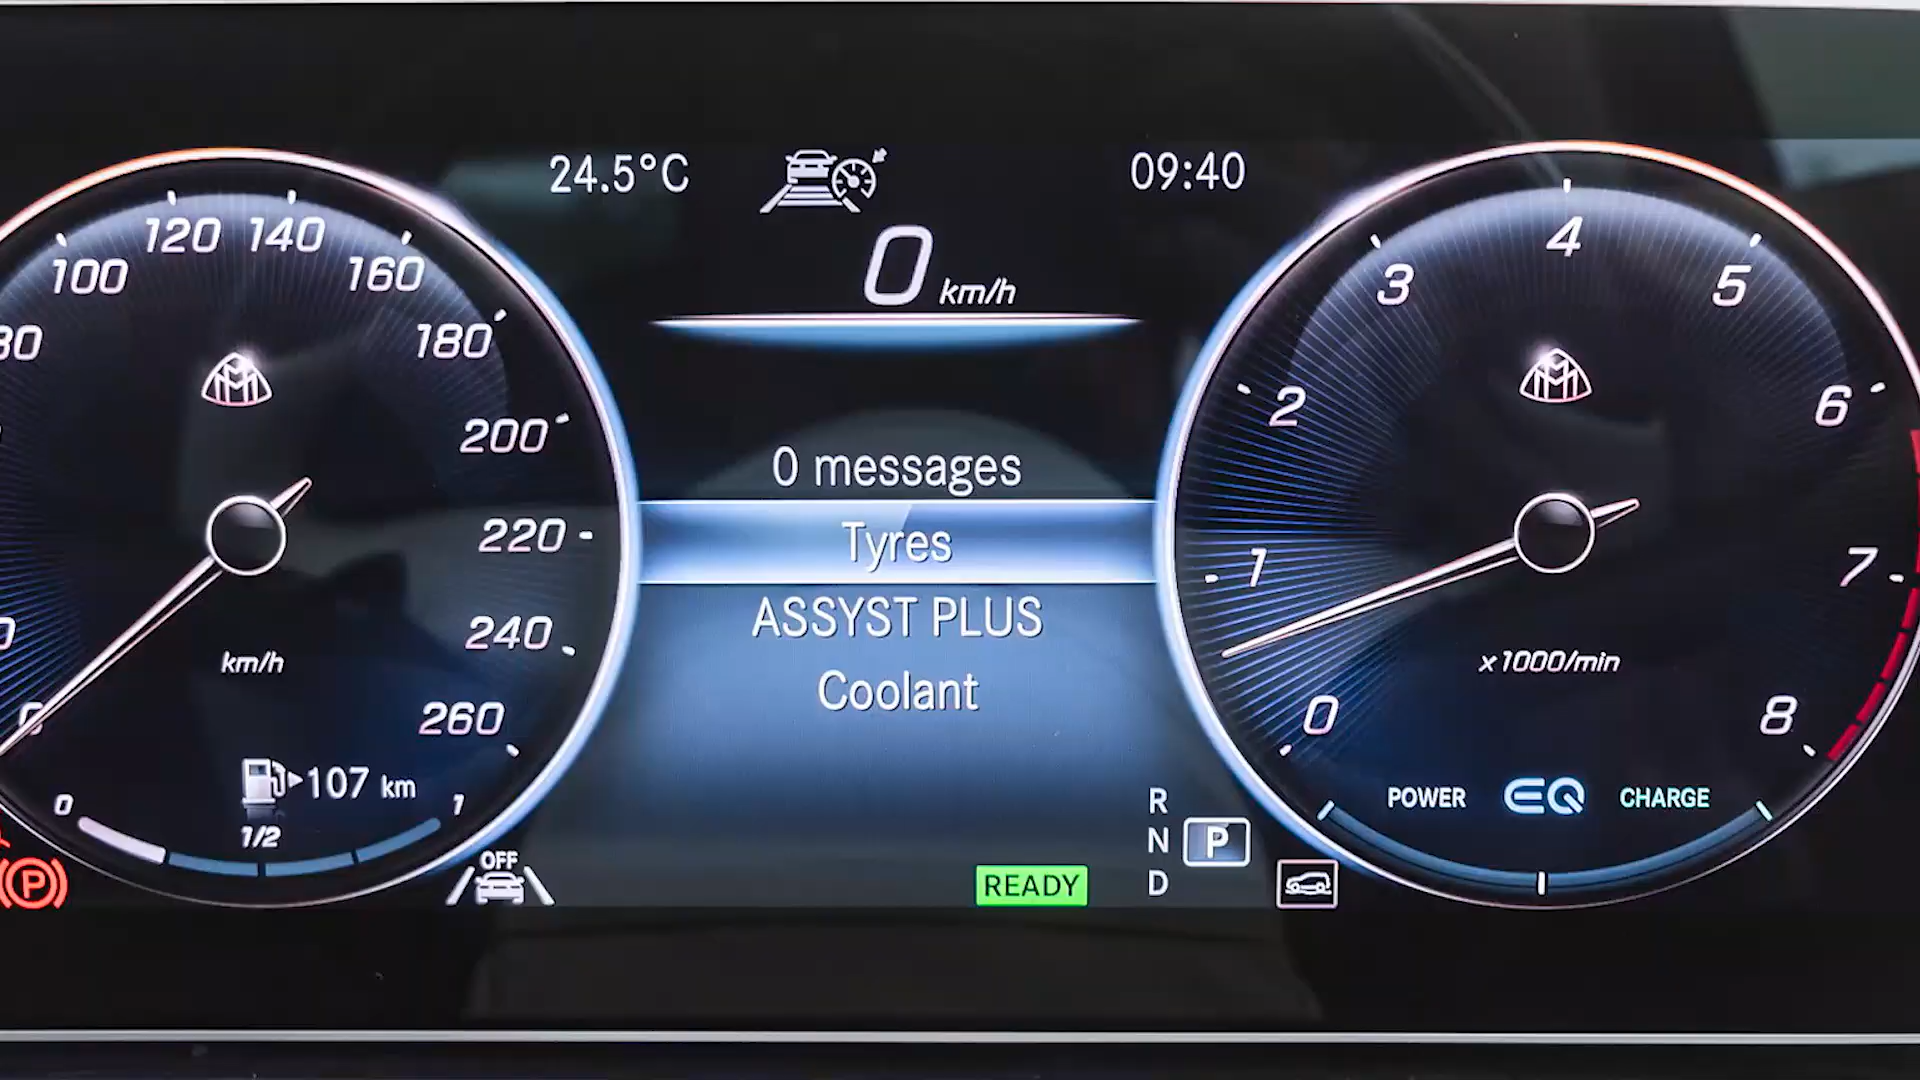 24.5°C
09:40
0 km/h
100
120
140
160
180
200
220
240
260
0
km/h
107 km
0
1/2
1
P
OFF
0 messages
Tyres
ASSYST PLUS
Coolant
READY
R
N
P
D
0
1
2
3
4
5
6
7
8
x1000/min
POWER
EQ
CHARGE